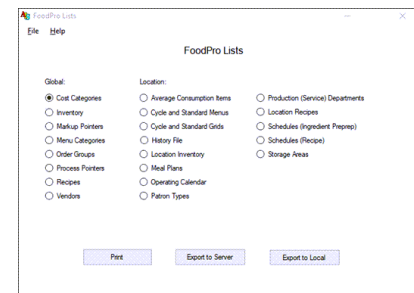 FoodPro Lists
File Help
FoodPro Lists
Global: Location:
Cost Categories Average Consumption Items Production (Service) Departments
Inventory Cycle and Standard Menus Location Recipes
Markup Pointers Cycle and Standard Grids Schedules (Ingredient Preprep)
Menu Categories History File Schedules (Recipe)
Order Groups Location Inventory Storage Areas
Process Pointers Meal Plans
Recipes Operating Calendar
Vendors Patron Types
Print Export to Server Export to Local